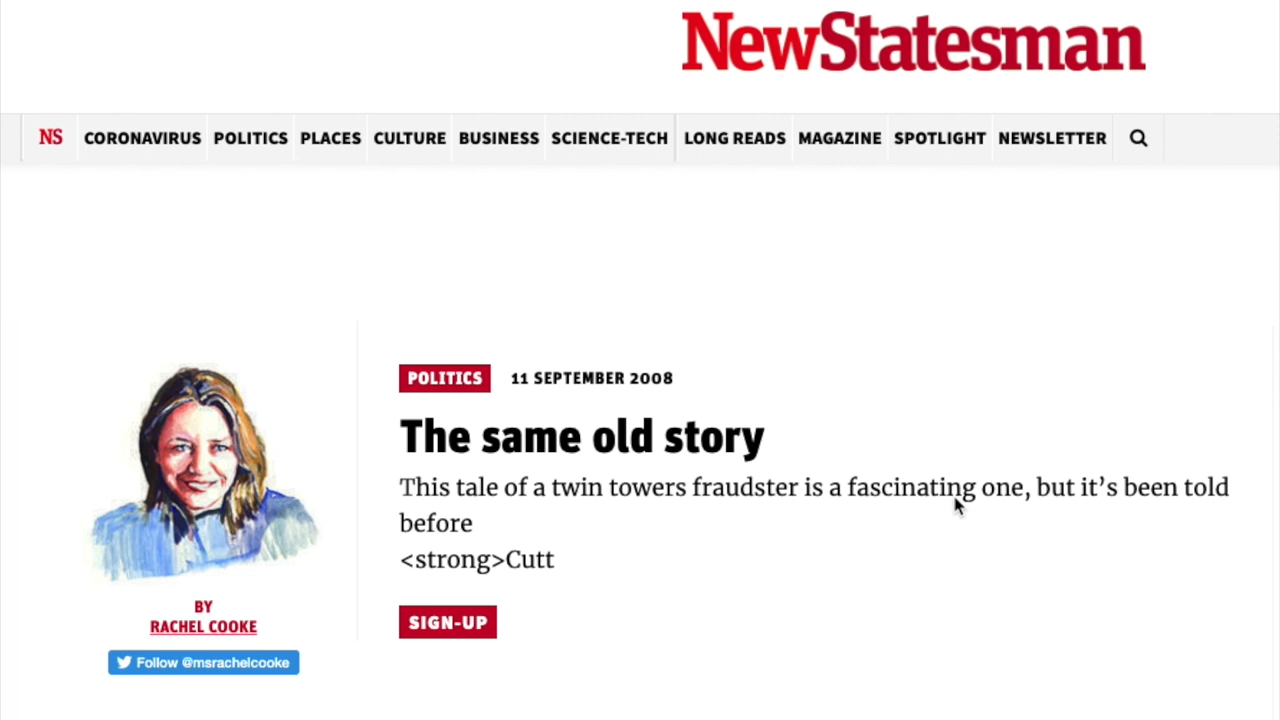 NewStatesman
NS CORONAVIRUS POLITICS PLACES CULTURE BUSINESS SCIENCE-TECH LONG READS MAGAZINE SPOTLIGHT NEWSLETTER
POLITICS 11 SEPTEMBER 2008
The same old story
This tale of a twin towers fraudster is a fascinating one, but it’s been told
before
<strong>Cutt
SIGN-UP
BY
RACHEL COOKE
Follow @msrachelcooke